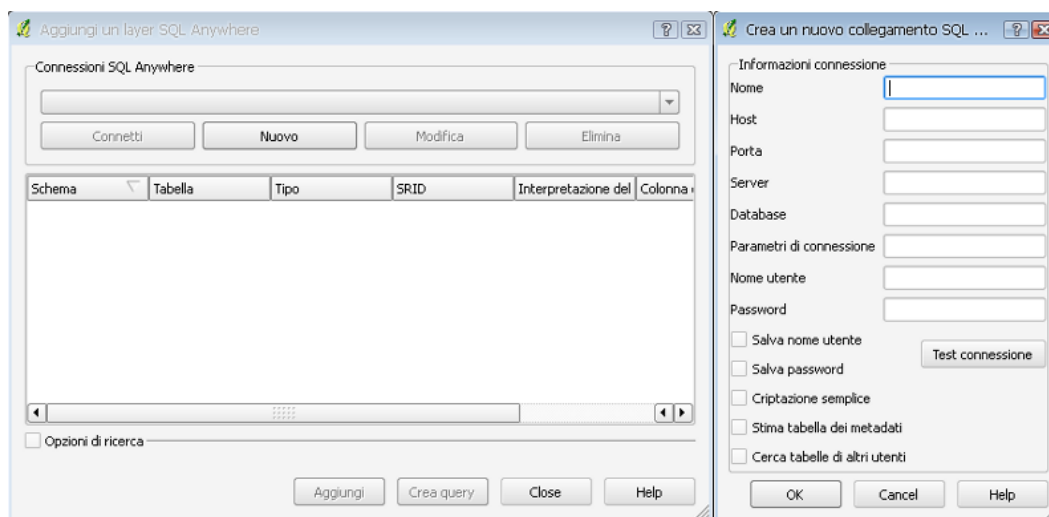 Aggiungi un layer SQL Anywhere
Connessioni SQL Anywhere
Connetti Nuovo Modifica Elimina
Schema Tabella Tipo SRID Interpretazione del Colonna
Opzioni di ricerca
Aggiungi Crea query Close Help
Crea un nuovo collegamento SQL ...
Informazioni connessione
Nome
Host
Porta
Server
Database
Parametri di connessione
Nome utente
Password
Salva nome utente
Test connessione
Salva password
Criptazione semplice
Stima tabella dei metadati
Cerca tabelle di altri utenti
OK Cancel Help